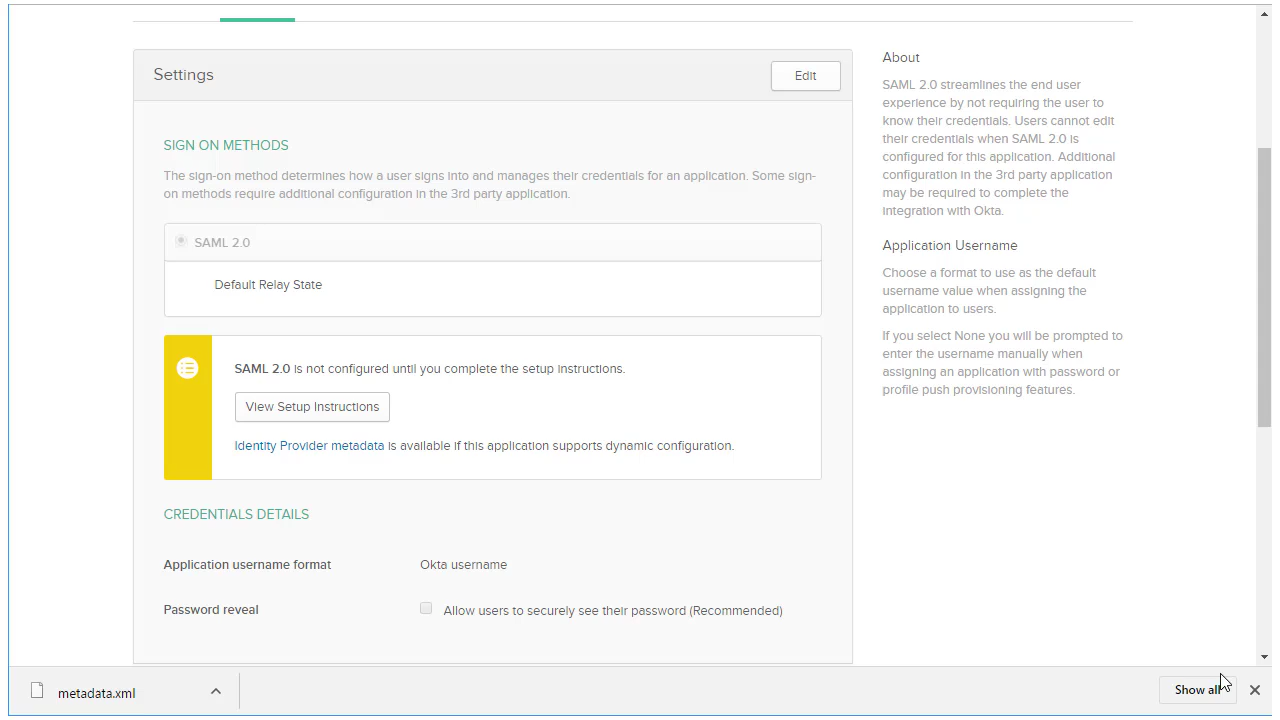 Settings
Edit
SIGN ON METHODS
The sign-on method determines how a user signs into and manages their credentials for an application. Some sign-
on methods require additional configuration in the 3rd party application.
SAML 2.0
Default Relay State
SAML 2.0 is not configured until you complete the setup instructions.
View Setup Instructions
Identity Provider metadata is available if this application supports dynamic configuration.
CREDENTIALS DETAILS
Application username format
Okta username
Password reveal
Allow users to securely see their password (Recommended)
About
SAML 2.0 streamlines the end user
experience by not requiring the user to
know their credentials. Users cannot edit
their credentials when SAML 2.0 is
configured for this application. Additional
configuration in the 3rd party application
may be required to complete the
integration with Okta.
Application Username
Choose a format to use as the default
username value when assigning the
application to users.
If you select None you will be prompted to
enter the username manually when
assigning an application with password or
profile push provisioning features.
metadata.xml
Show all